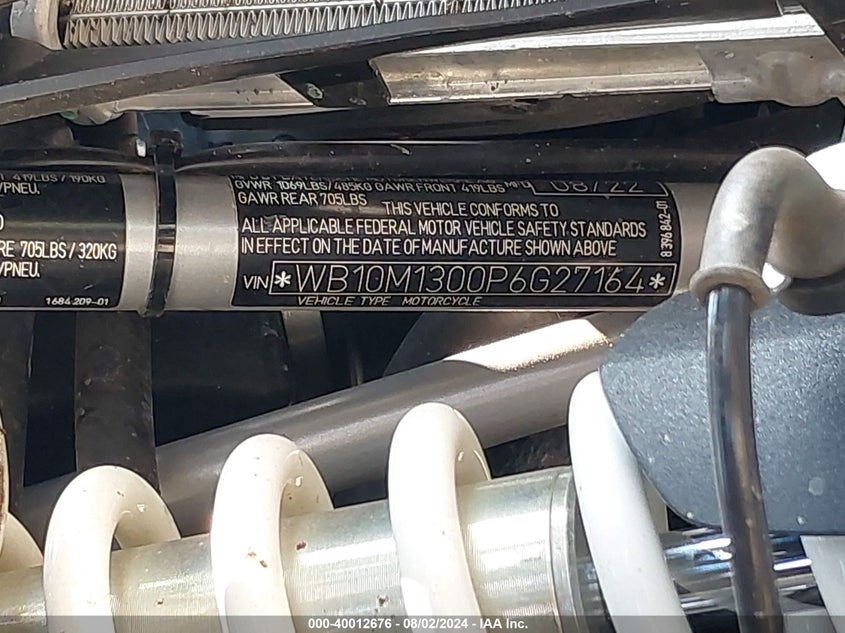 419LBS / 190KG
/PNEU.
705LBS / 320KG
/PNEU.
1684 209-01
GVWR 1069LBS/485KG GAWR FRONT 419LBS
08/22
GAWR REAR 705LBS
THIS VEHICLE CONFORMS TO
ALL APPLICABLE FEDERAL MOTOR VEHICLE SAFETY STANDARDS
IN EFFECT ON THE DATE OF MANUFACTURE SHOWN ABOVE
VIN *WB10M1300P6G27164*
VEHICLE TYPE MOTORCYCLE
8 396 842-01
000-40012676 - 08/02/2024 - IAA Inc.